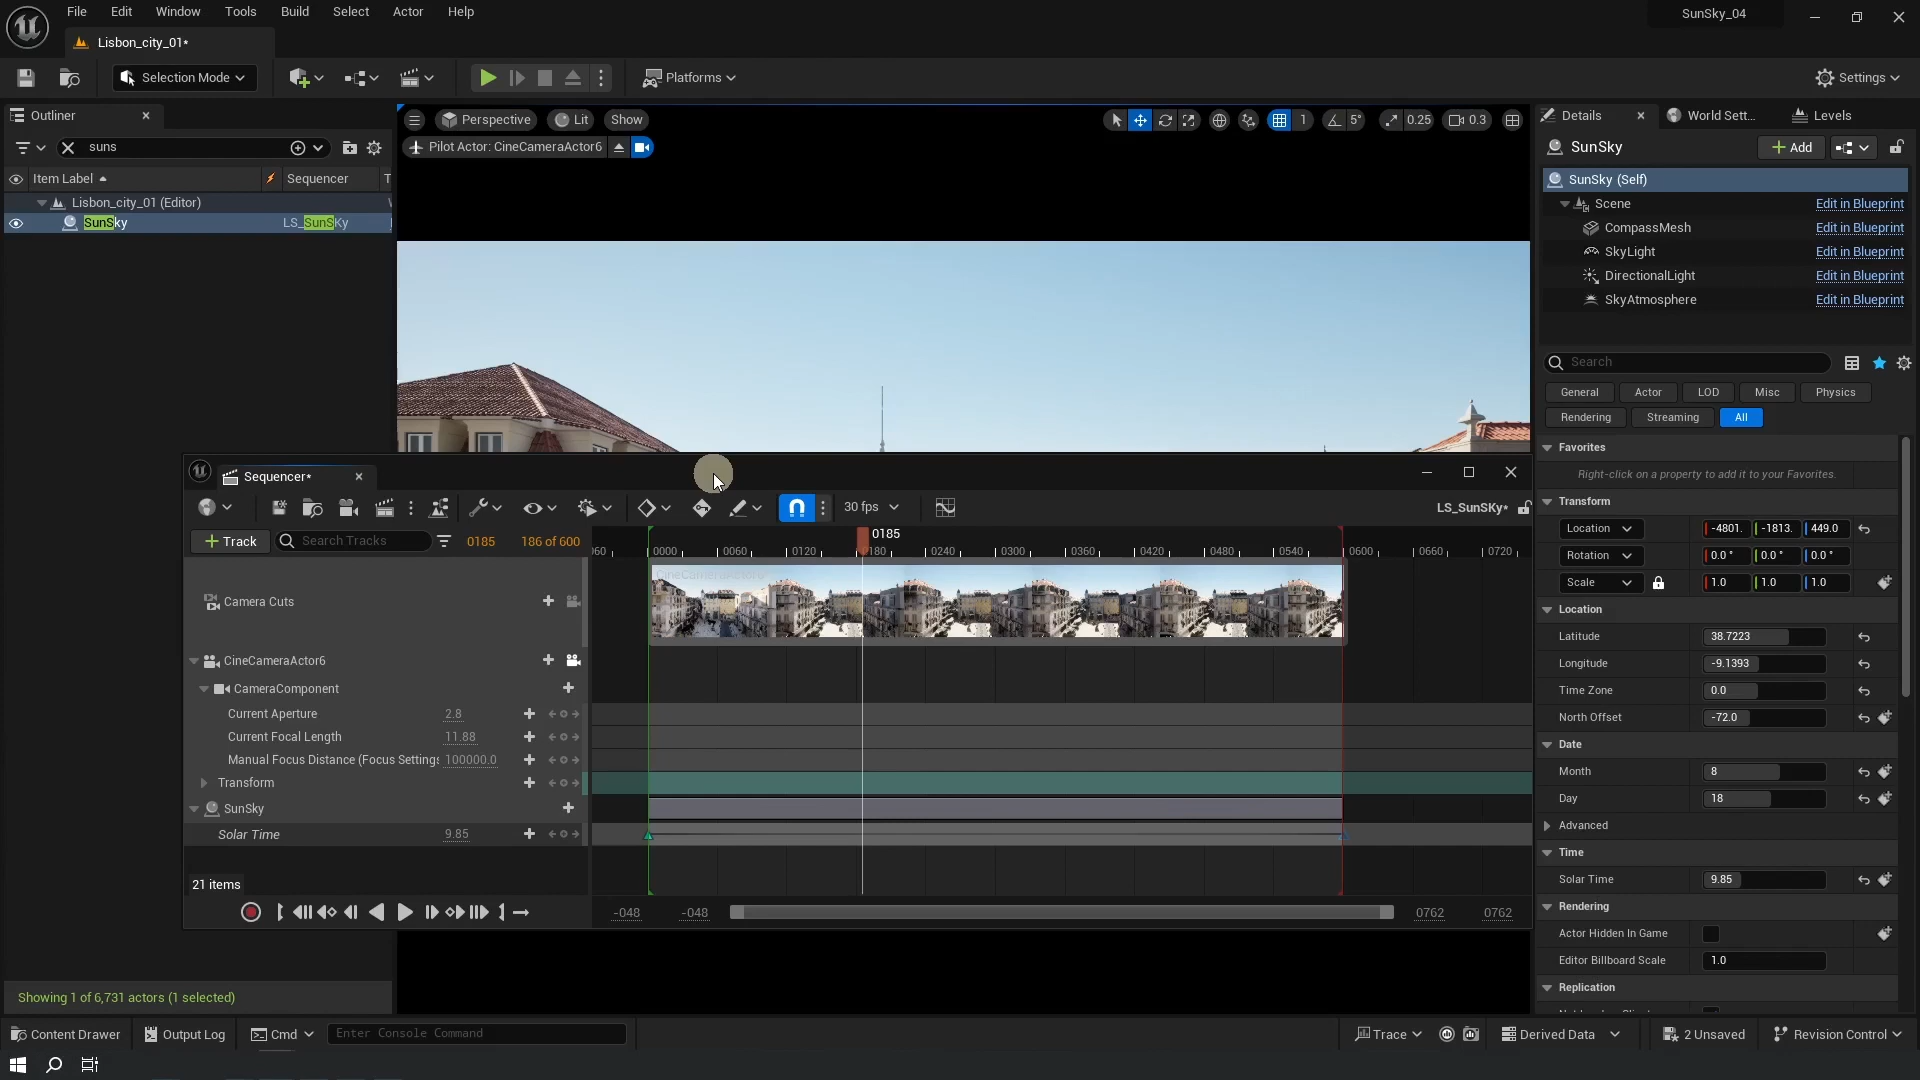 File Edit Window Tools Build Select Actor Help
SunSky_04
Lisbon_city_01*
Selection Mode
Platforms
Settings
Outliner
suns
Item Label
Sequencer
T
Lisbon_city_01 (Editor)
SunSky
LS_SunSKy
Perspective
Lit
Show
1
5°
0.25
0.3
Pilot Actor: CineCameraActor6
Details
World Sett...
Levels
SunSky
Add
SunSky (Self)
Scene Edit in Blueprint
CompassMesh Edit in Blueprint
SkyLight Edit in Blueprint
DirectionalLight Edit in Blueprint
SkyAtmosphere Edit in Blueprint
Search
General Actor LOD Misc Physics
Rendering Streaming All
Favorites
Right-click on a property to add it to your Favorites.
Transform
Location -4801. -1813. 449.0
Rotation 0.0 ° 0.0 ° 0.0 °
Scale 1.0 1.0 1.0
Location
Latitude 38.7223
Longitude -9.1393
Time Zone 0.0
North Offset -72.0
Date
Month 8
Day 18
Advanced
Time
Solar Time 9.85
Rendering
Actor Hidden In Game
Editor Billboard Scale 1.0
Replication
Sequencer*
30 fps
LS_SunSKy*
Track
Search Tracks
0185
186 of 600
0185
060 0000 0060 0120 0180 0240 0300 0360 0420 0480 0540 0600 0660 0720
Camera Cuts
CineCameraActor6
CineCameraActor6
CameraComponent
Current Aperture 2.8
Current Focal Length 11.88
Manual Focus Distance (Focus Settings 100000.0
Transform
SunSky
Solar Time 9.85
21 items
-048 -048 0762 0762
Showing 1 of 6,731 actors (1 selected)
Content Drawer
Output Log
Cmd
Enter Console Command
Trace
Derived Data
2 Unsaved
Revision Control